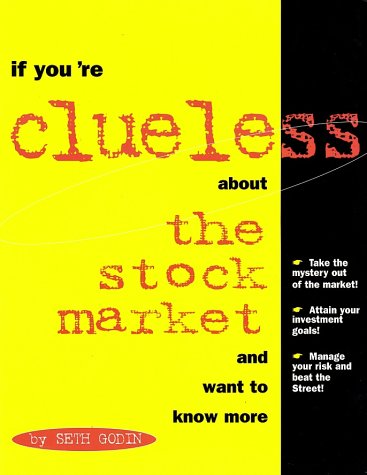 if you 're
clueless
about
the
stock
market
and
want to
know more
by SETH GODIN
☛ Take the
mystery out
of the market!
☛ Attain your
investment
goals!
☛ Manage
your risk and
beat the
Street!